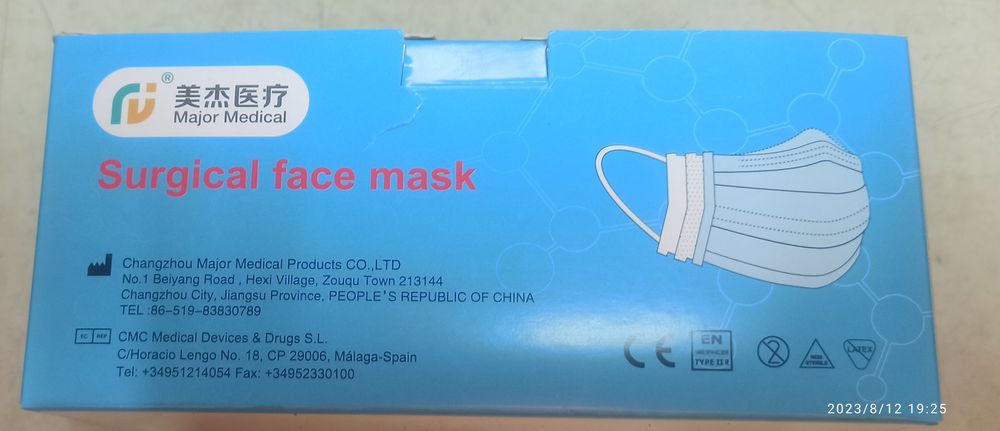 ®
美杰医疗
Major Medical
Surgical face mask
Changzhou Major Medical Products CO.,LTD
No.1 Beiyang Road , Hexi Village, Zouqu Town 213144
Changzhou City, Jiangsu Province, PEOPLE'S REPUBLIC OF CHINA
TEL :86-519-83830789
EC REP
CMC Medical Devices & Drugs S.L.
C/Horacio Lengo No. 18, CP 29006, Málaga-Spain
Tel: +34951214054 Fax: +34952330100
CE
EN
TYPE II R
2
NON
STERILE
LATEX
2023/8/12 19:25